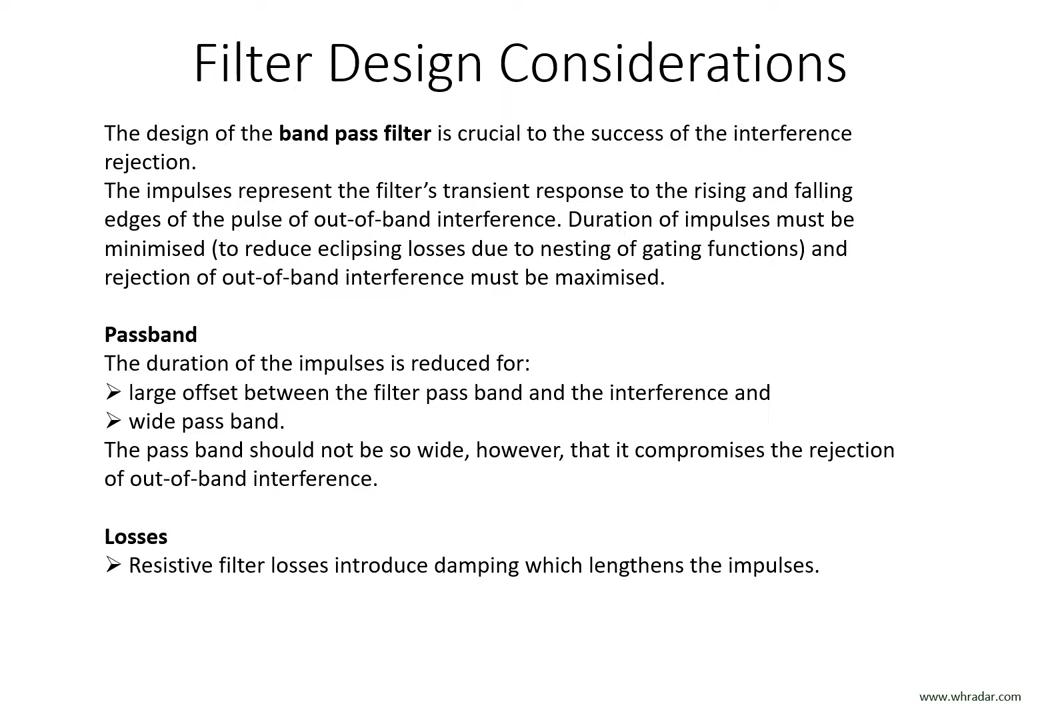 Filter Design Considerations
The design of the band pass filter is crucial to the success of the interference
rejection.
The impulses represent the filter’s transient response to the rising and falling
edges of the pulse of out-of-band interference. Duration of impulses must be
minimised (to reduce eclipsing losses due to nesting of gating functions) and
rejection of out-of-band interference must be maximised.
Passband
The duration of the impulses is reduced for:
➢ large offset between the filter pass band and the interference and
➢ wide pass band.
The pass band should not be so wide, however, that it compromises the rejection
of out-of-band interference.
Losses
➢ Resistive filter losses introduce damping which lengthens the impulses.
www.whradar.com